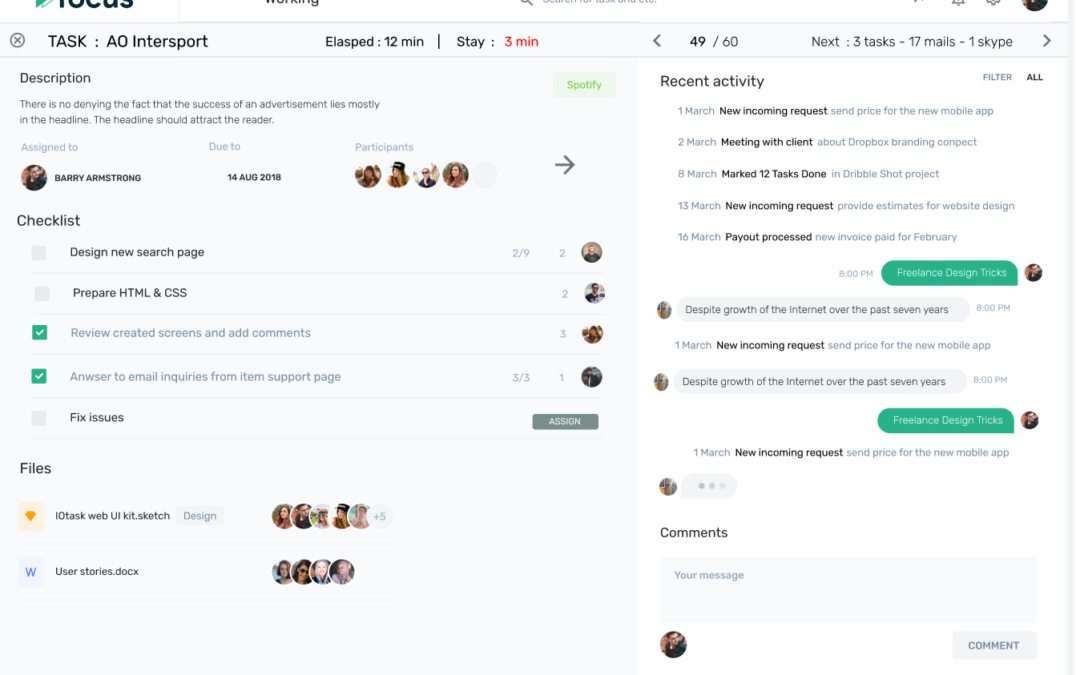 focus
Working
Search for task and etc.
TASK : AO Intersport
Elasped : 12 min | Stay : 3 min
49 / 60
Next : 3 tasks - 17 mails - 1 skype
Description
Spotify
There is no denying the fact that the success of an advertisement lies mostly
in the headline. The headline should attract the reader.
Assigned to
Due to
Participants
BARRY ARMSTRONG
14 AUG 2018
Checklist
Design new search page 2/9 2
Prepare HTML & CSS 2
Review created screens and add comments 3
Anwser to email inquiries from item support page 3/3 1
Fix issues ASSIGN
Files
IOtask web UI kit.sketch Design +5
W User stories.docx
Recent activity
FILTER ALL
1 March New incoming request send price for the new mobile app
2 March Meeting with client about Dropbox branding conpect
8 March Marked 12 Tasks Done in Dribble Shot project
13 March New incoming request provide estimates for website design
16 March Payout processed new invoice paid for February
8:00 PM Freelance Design Tricks
Despite growth of the Internet over the past seven years 8:00 PM
1 March New incoming request send price for the new mobile app
Despite growth of the Internet over the past seven years 8:00 PM
Freelance Design Tricks
1 March New incoming request send price for the new mobile app
Comments
Your message
COMMENT